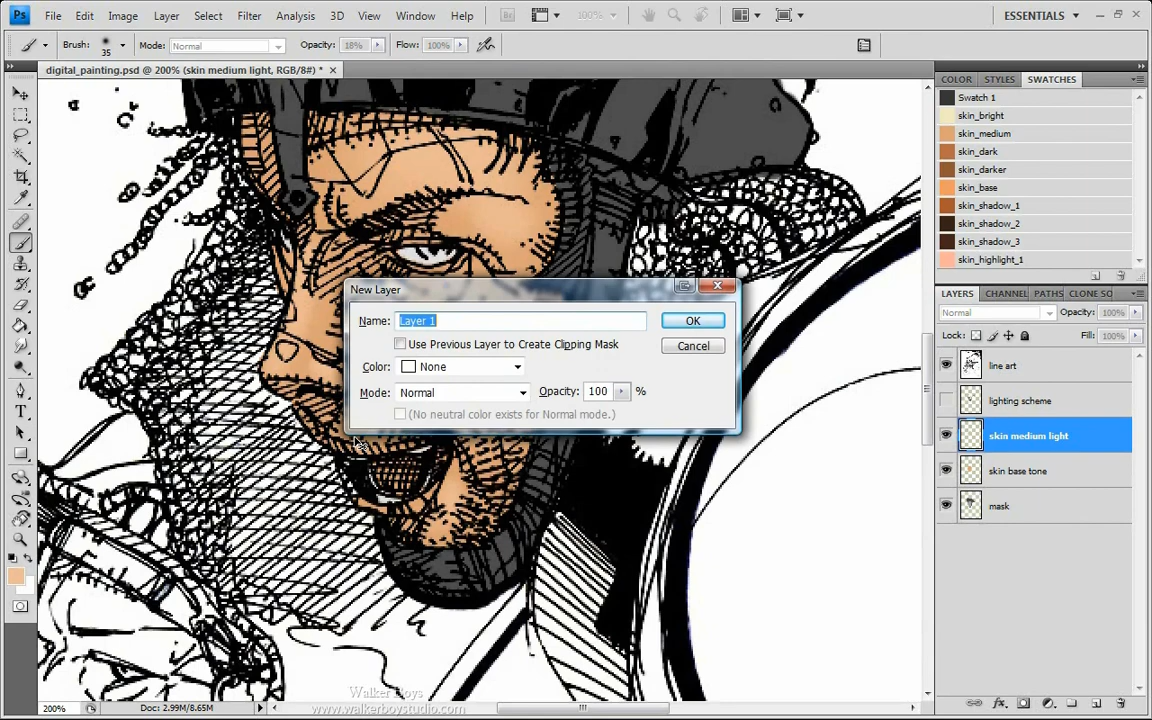 Ps File Edit Image Layer Select Filter Analysis 3D View Window Help Br 100% ESSENTIALS
Brush: 35 Mode: Normal Opacity: 18% Flow: 100%
digital_painting.psd @ 200% (skin medium light, RGB/8#) *
COLOR STYLES SWATCHES
Swatch 1
skin_bright
skin_medium
skin_dark
skin_darker
skin_base
skin_shadow_1
skin_shadow_2
skin_shadow_3
skin_highlight_1
New Layer
Name: Layer 1 OK
Use Previous Layer to Create Clipping Mask Cancel
Color: None
Mode: Normal Opacity: 100 %
(No neutral color exists for Normal mode.)
LAYERS CHANNEL PATHS CLONE SO
Normal Opacity: 100%
Lock: Fill: 100%
line art
lighting scheme
skin medium light
skin base tone
mask
Walker Boys
www.walkerboystudio.com
200% Doc: 2.99M/8.65M